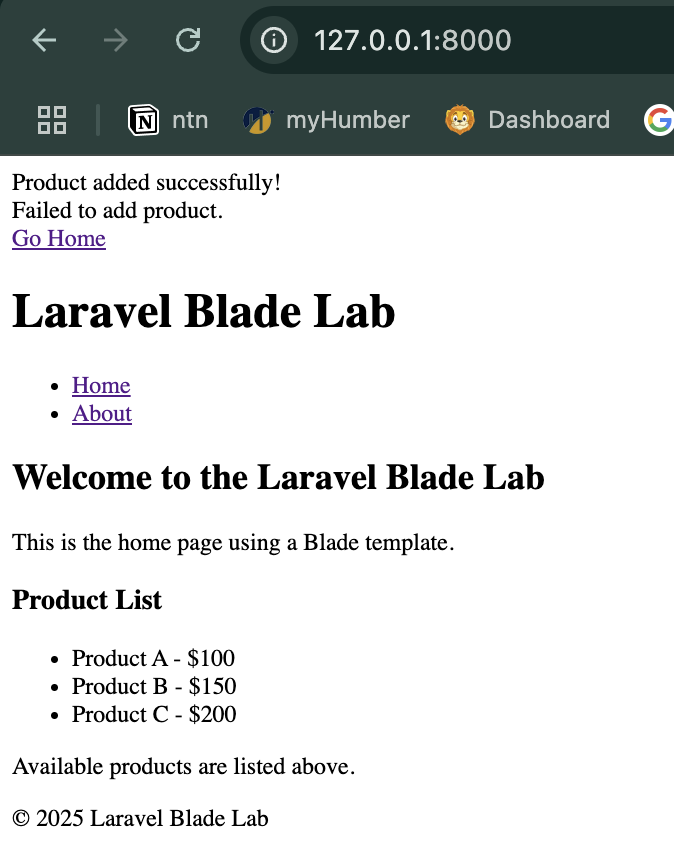 127.0.0.1:8000
ntn myHumber Dashboard
Product added successfully!
Failed to add product.
Go Home
Laravel Blade Lab
Home
About
Welcome to the Laravel Blade Lab
This is the home page using a Blade template.
Product List
Product A - $100
Product B - $150
Product C - $200
Available products are listed above.
© 2025 Laravel Blade Lab